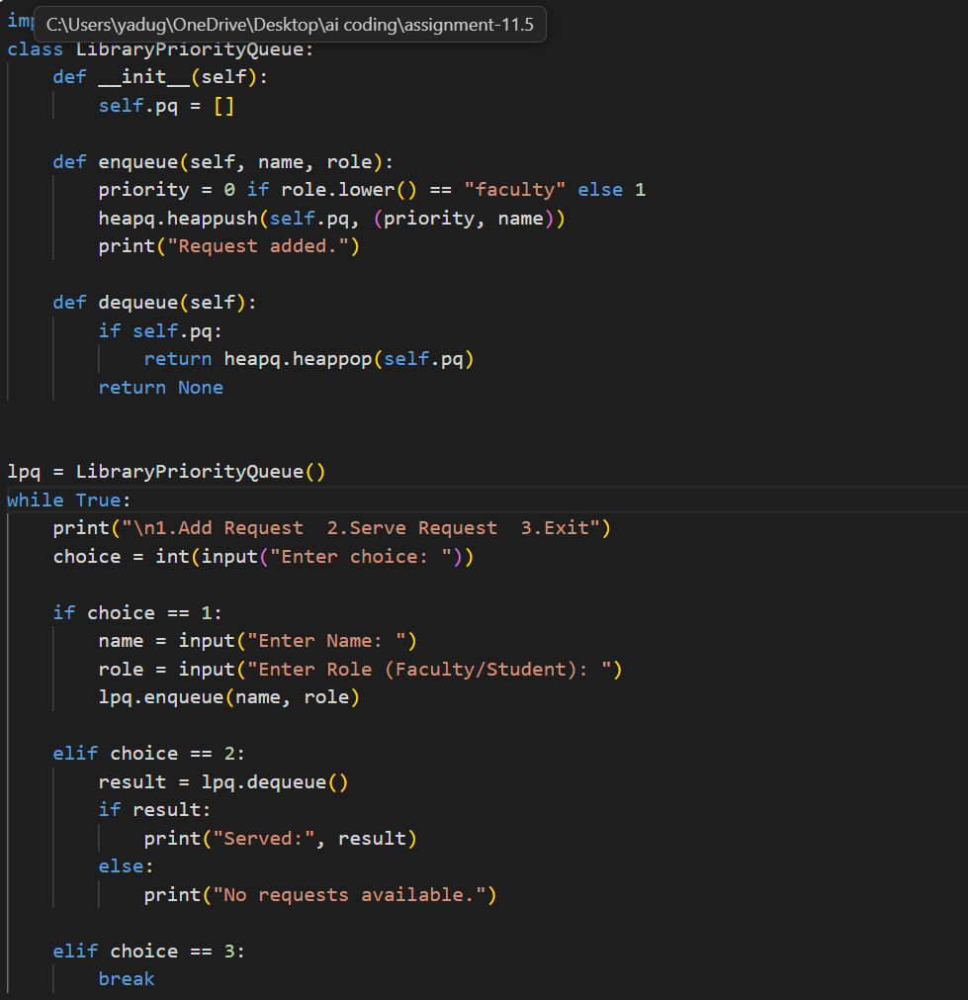 imp
C:\Users\yadug\OneDrive\Desktop\ai coding\assignment-11.5
class LibraryPriorityQueue:
    def __init__(self):
        self.pq = []

    def enqueue(self, name, role):
        priority = 0 if role.lower() == "faculty" else 1
        heapq.heappush(self.pq, (priority, name))
        print("Request added.")

    def dequeue(self):
        if self.pq:
            return heapq.heappop(self.pq)
        return None


lpq = LibraryPriorityQueue()
while True:
    print("\n1.Add Request  2.Serve Request  3.Exit")
    choice = int(input("Enter choice: "))

    if choice == 1:
        name = input("Enter Name: ")
        role = input("Enter Role (Faculty/Student): ")
        lpq.enqueue(name, role)

    elif choice == 2:
        result = lpq.dequeue()
        if result:
            print("Served:", result)
        else:
            print("No requests available.")

    elif choice == 3:
        break